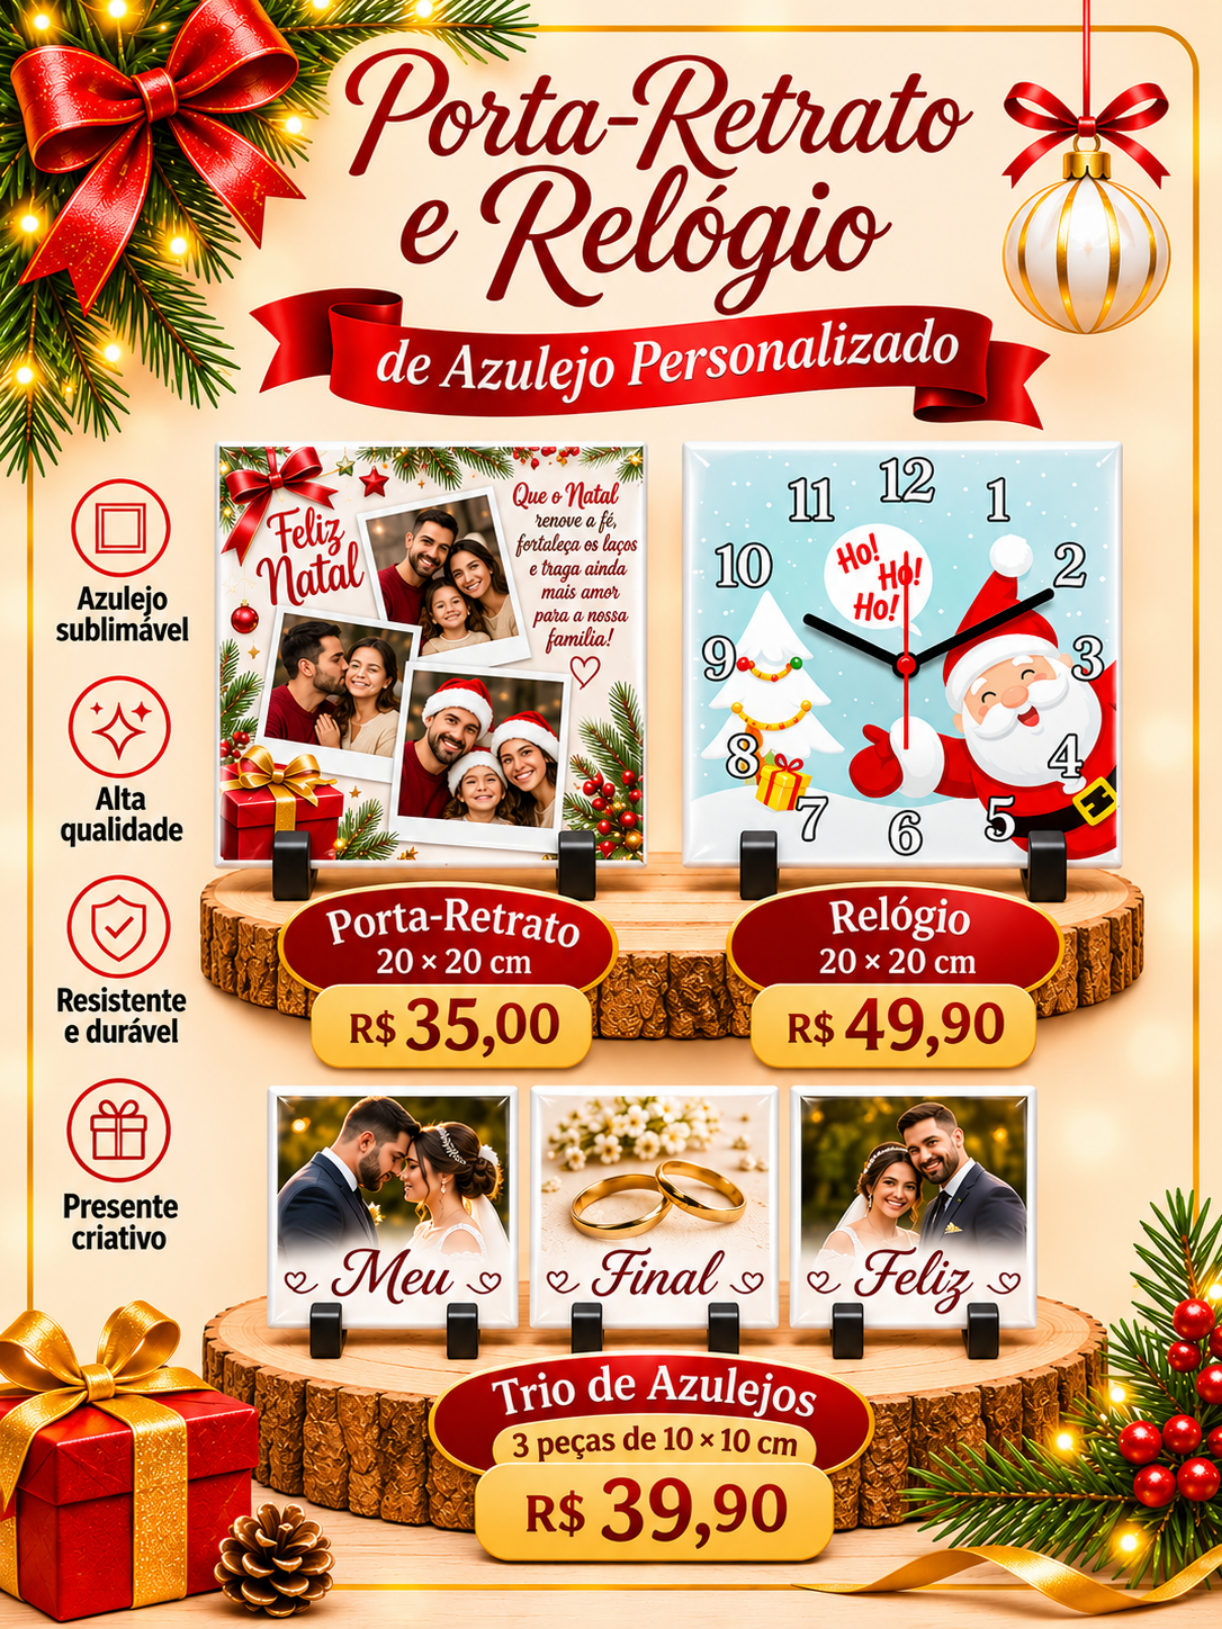 Porta-Retrato
e Relógio
de Azulejo Personalizado
Azulejo
sublimável
Alta
qualidade
Resistente
e durável
Presente
criativo
Feliz
Natal
Que o Natal
renove a fé,
fortaleça os laços
e traga ainda
mais amor
para a nossa
família!
12
1
2
3
4
5
6
7
8
9
10
11
Ho!
Ho!
Ho!
Porta-Retrato
20 × 20 cm
R$ 35,00
Relógio
20 × 20 cm
R$ 49,90
Meu
Final
Feliz
Trio de Azulejos
3 peças de 10 × 10 cm
R$ 39,90